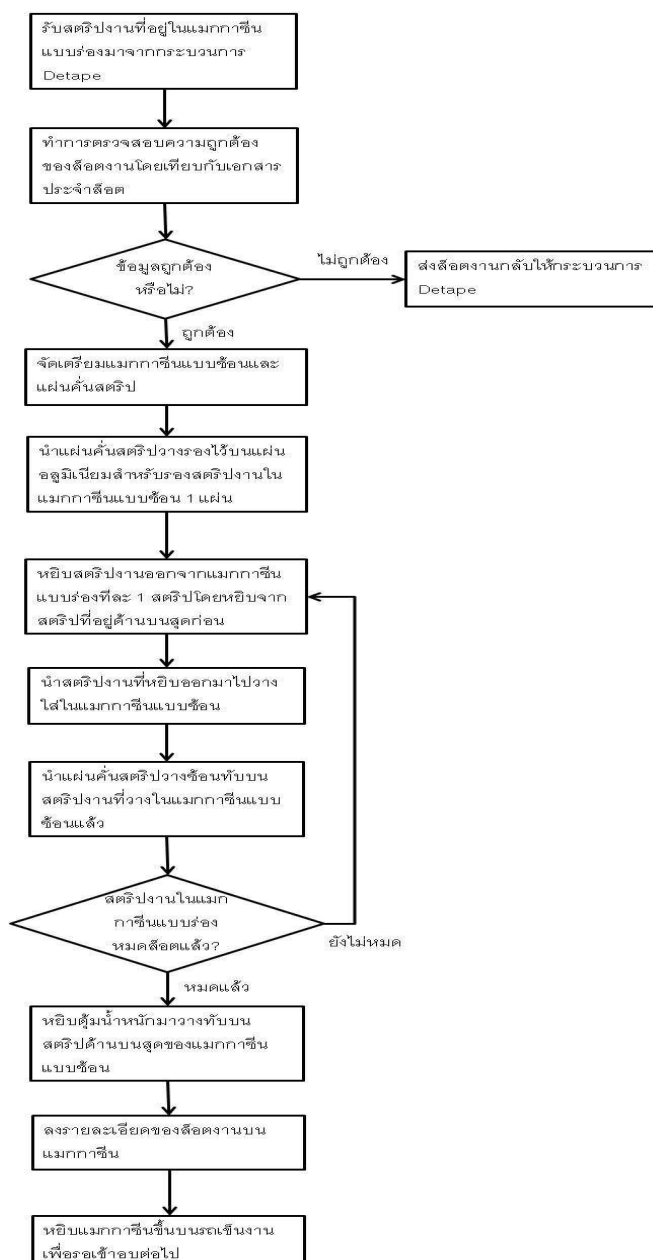 รับสตริปงานที่อยู่ในแมกกาซีน
แบบร่องมาจากกระบวนการ
Detape
ทำการตรวจสอบความถูกต้อง
ของล็อตงานโดยเทียบกับเอกสาร
ประจำล็อต
ข้อมูลถูกต้อง
หรือไม่?
ไม่ถูกต้อง
ส่งล็อตงานกลับให้กระบวนการ
Detape
ถูกต้อง
จัดเตรียมแมกกาซีนแบบซ้อนและ
แผ่นคั่นสตริป
นำแผ่นคั่นสตริปวางรองไว้บนแผ่น
อลูมิเนียมสำหรับรองสตริปงานใน
แมกกาซีนแบบซ้อน 1 แผ่น
หยิบสตริปงานออกจากแมกกาซีน
แบบร่องทีละ 1 สตริปโดยหยิบจาก
สตริปที่อยู่ด้านบนสุดก่อน
นำสตริปงานที่หยิบออกมาไปวาง
ใส่ในแมกกาซีนแบบซ้อน
นำแผ่นคั่นสตริปวางซ้อนทับบน
สตริปงานที่วางในแมกกาซีนแบบ
ซ้อนแล้ว
สตริปงานในแมก
กาซีนแบบร่อง
หมดล็อตแล้ว?
ยังไม่หมด
หมดแล้ว
หยิบตุ้มน้ำหนักมาวางทับบน
สตริปด้านบนสุดของแมกกาซีน
แบบซ้อน
ลงรายละเอียดของล็อตงานบน
แมกกาซีน
หยิบแมกกาซีนขึ้นบนรถเข็นงาน
เพื่อรอเข้าอบต่อไป